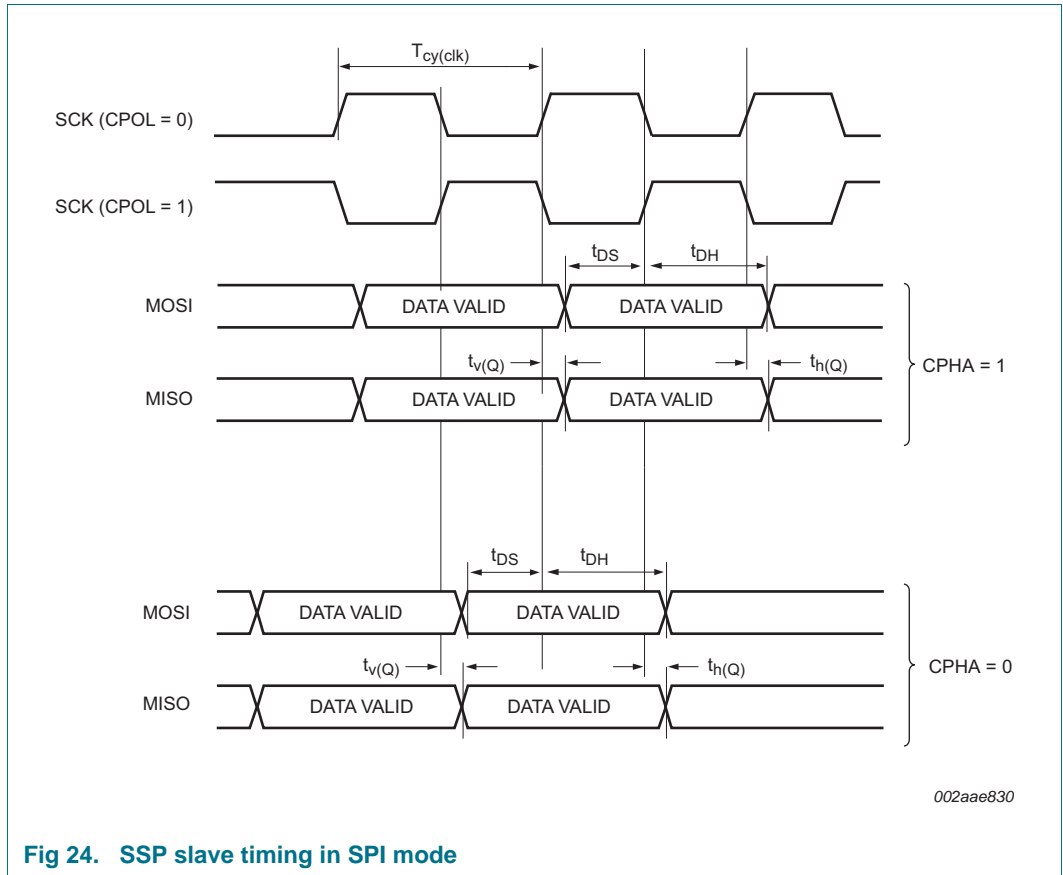 Tcy(clk)
SCK (CPOL = 0)
SCK (CPOL = 1)
tDS tDH
MOSI DATA VALID DATA VALID
tv(Q) th(Q)
MISO DATA VALID DATA VALID
CPHA = 1
tDS tDH
MOSI DATA VALID DATA VALID
tv(Q) th(Q)
MISO DATA VALID DATA VALID
CPHA = 0
002aae830
Fig 24. SSP slave timing in SPI mode